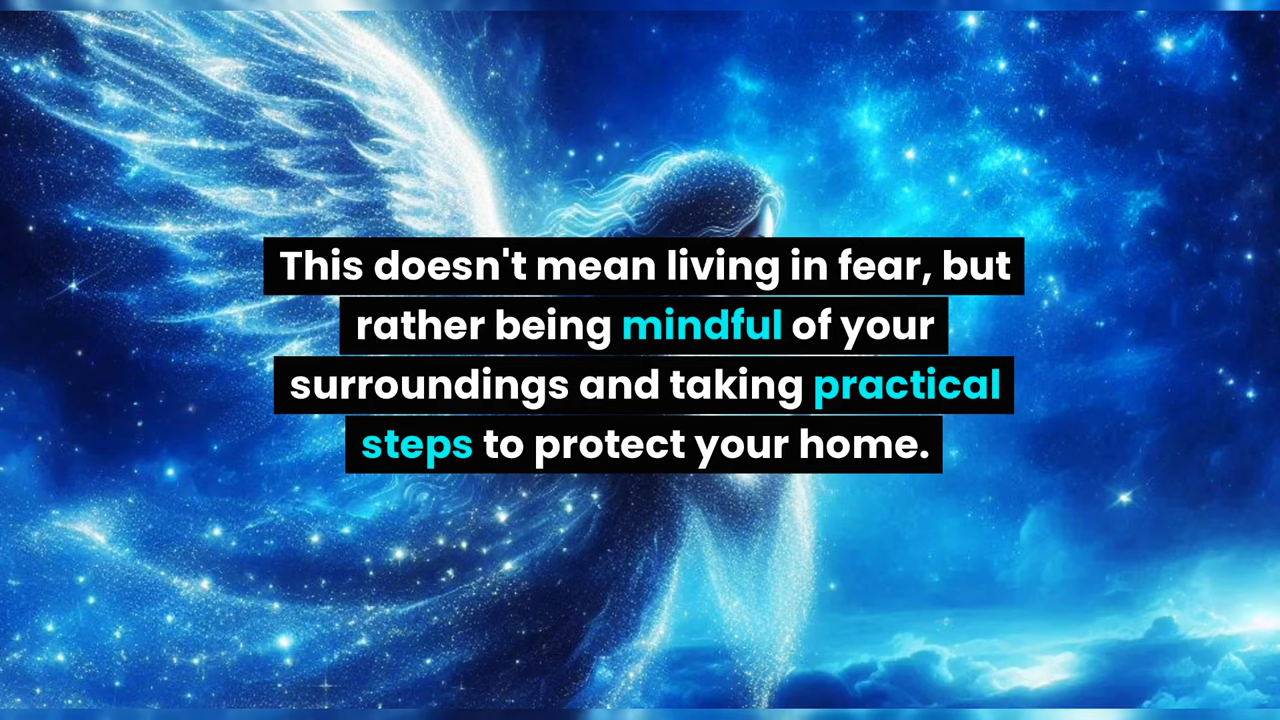 This doesn't mean living in fear, but
rather being mindful of your
surroundings and taking practical
steps to protect your home.